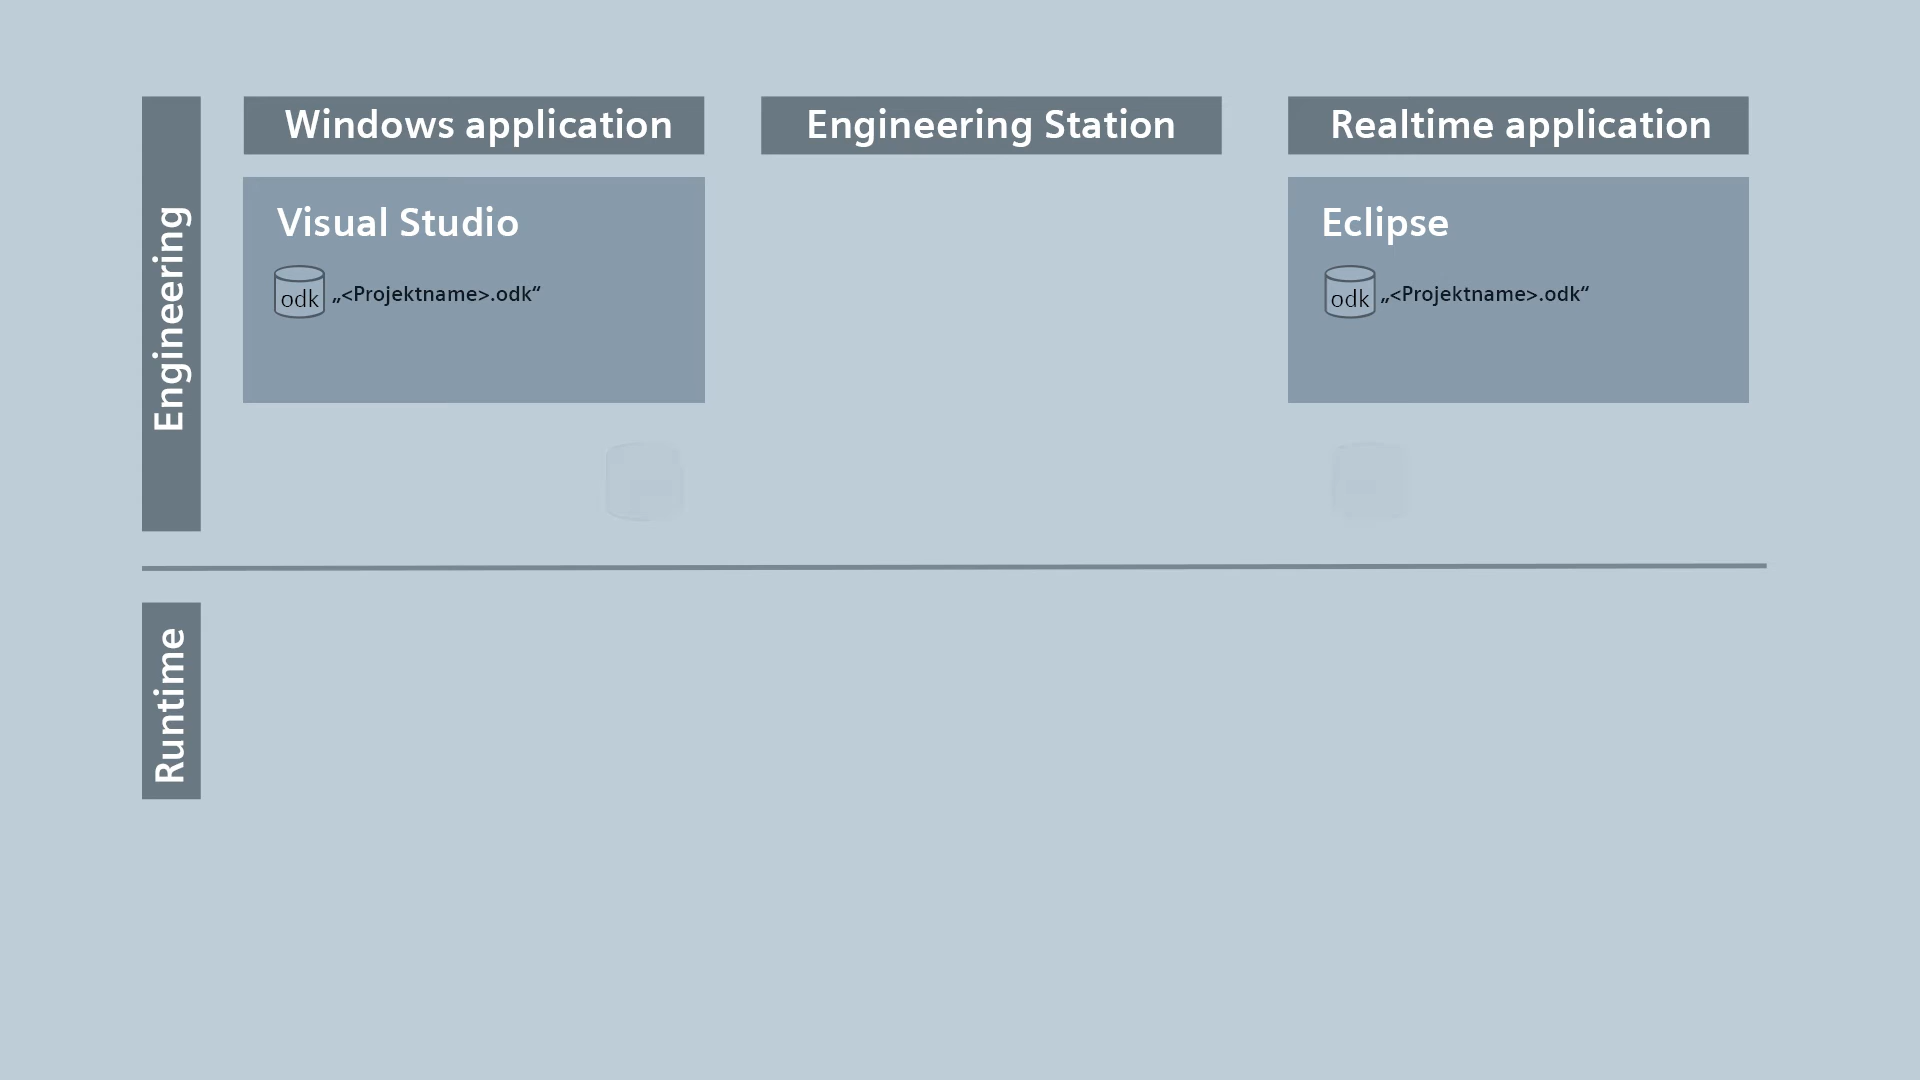 Windows application
Engineering Station
Realtime application
Engineering
Visual Studio
odk „<Projektname>.odk“
Eclipse
odk „<Projektname>.odk“
Runtime